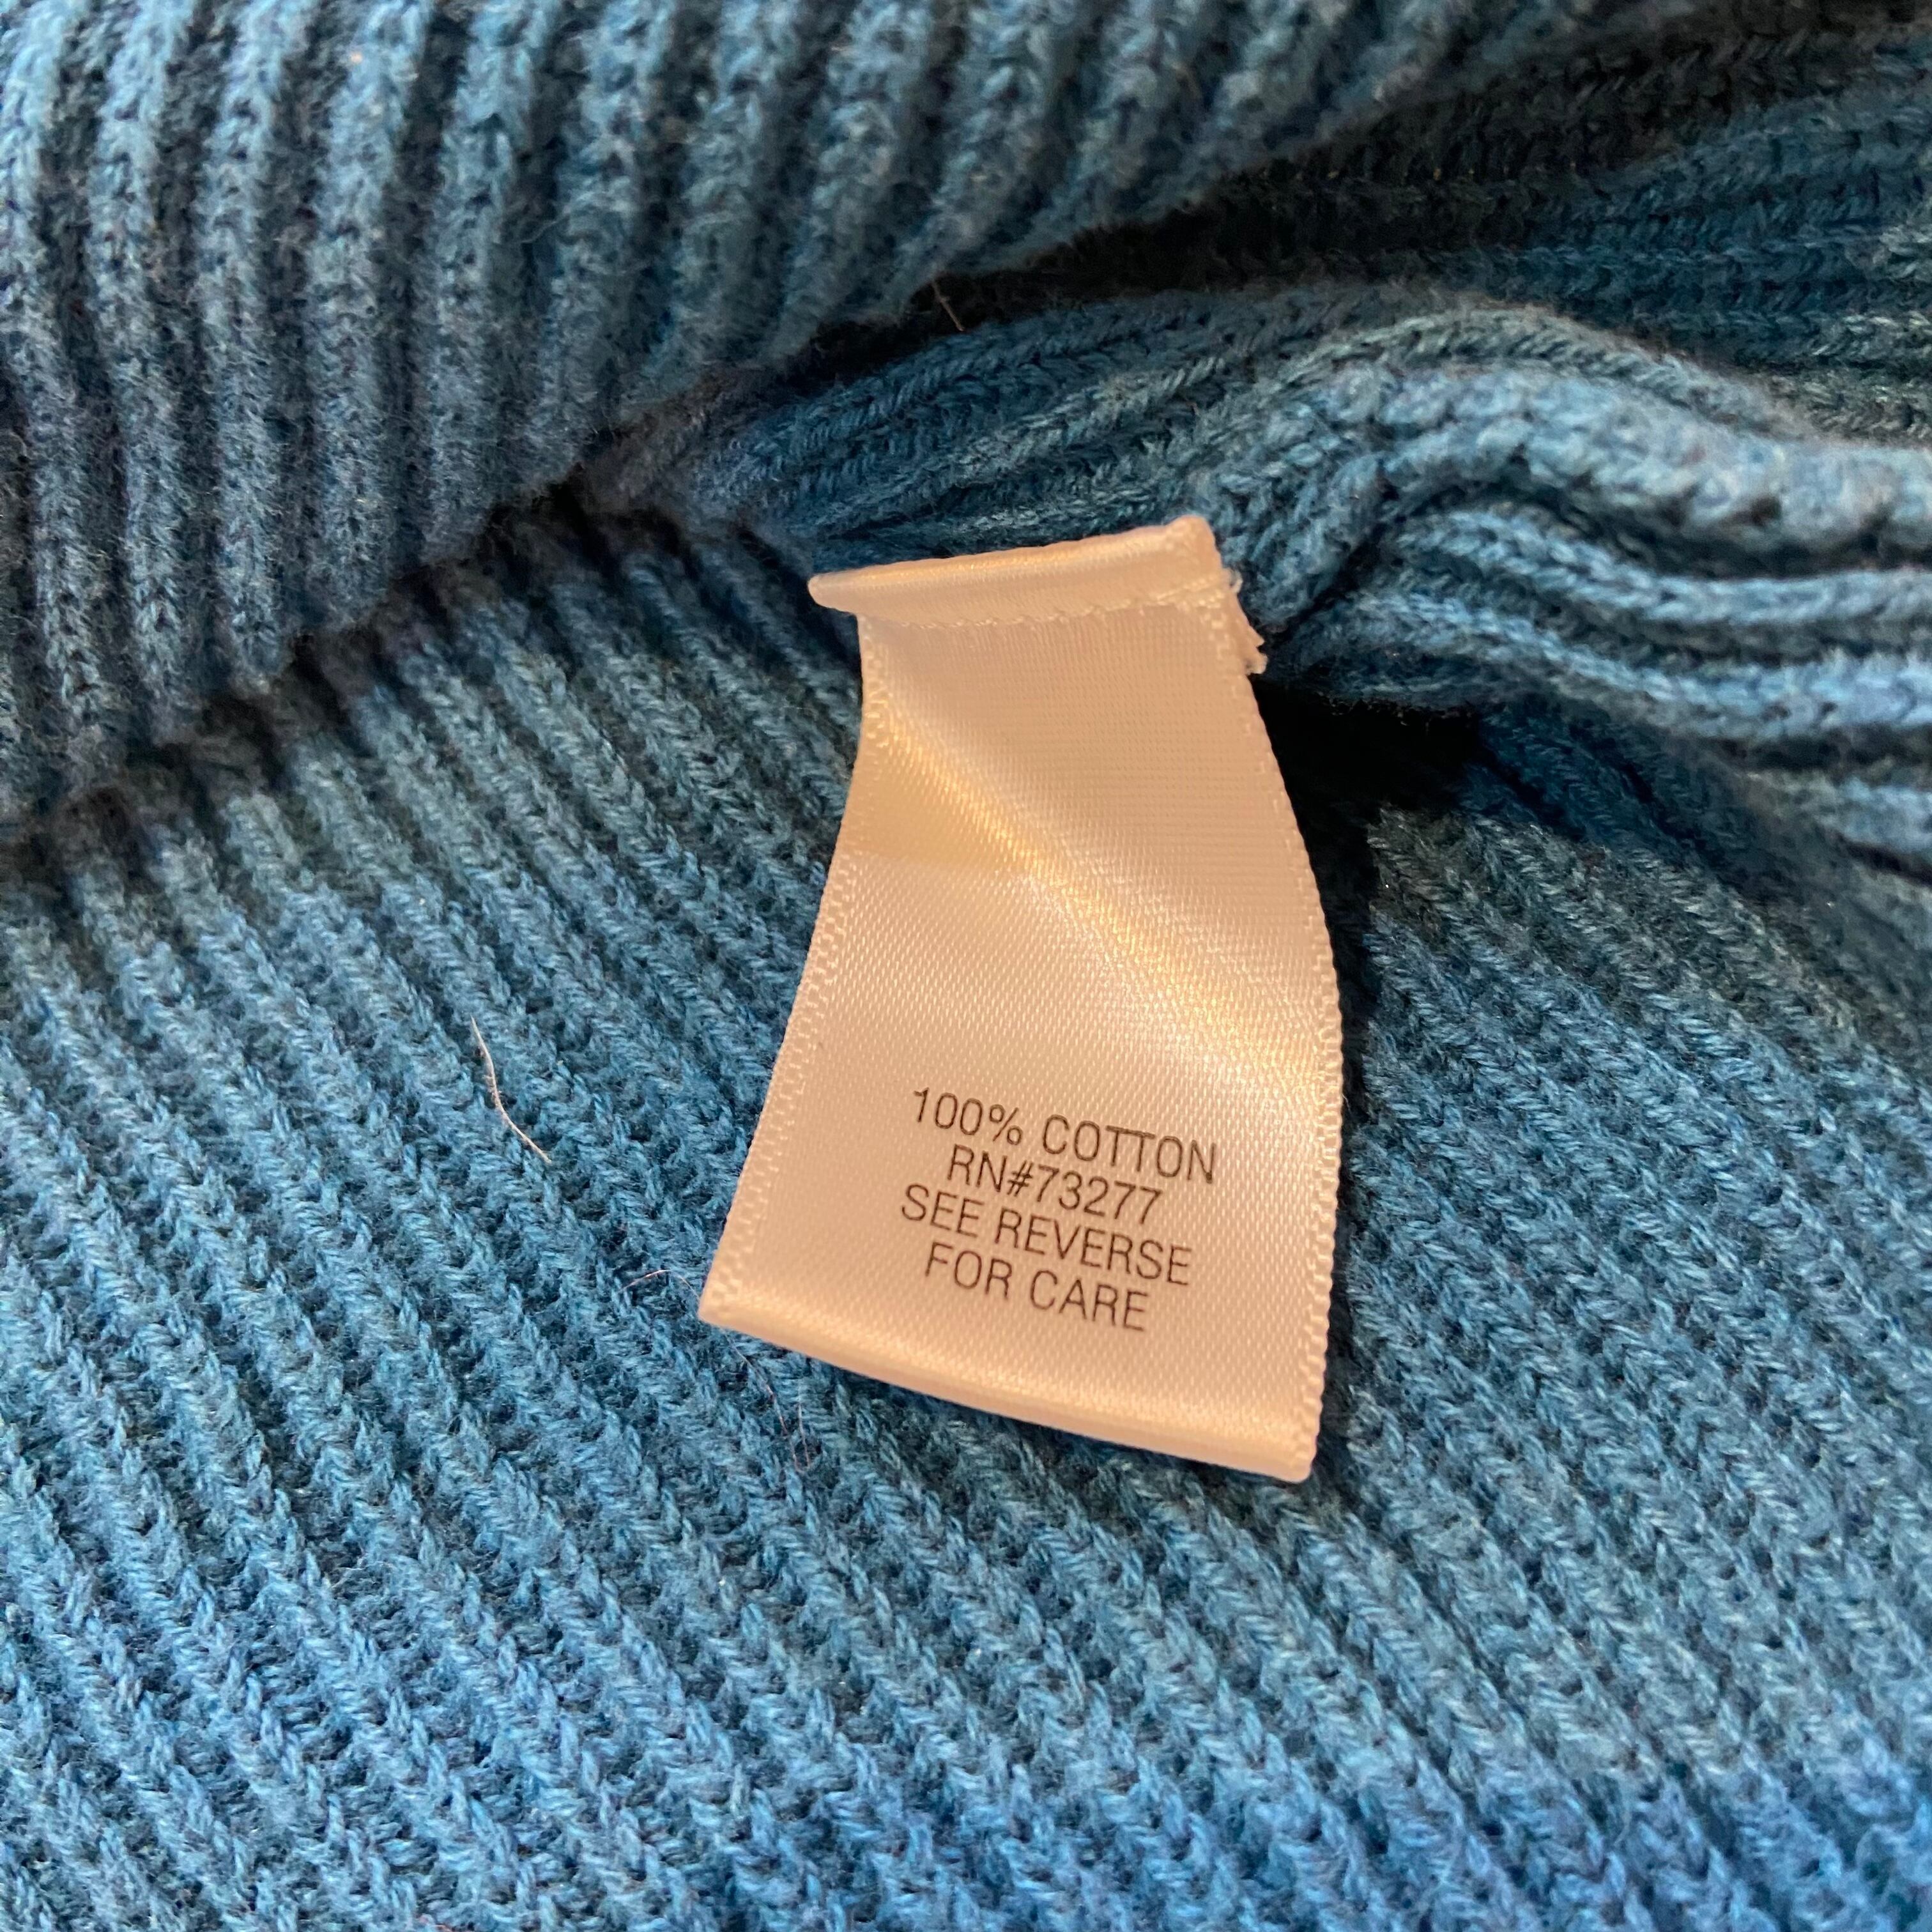 100% COTTON
RN#73277
SEE REVERSE
FOR CARE